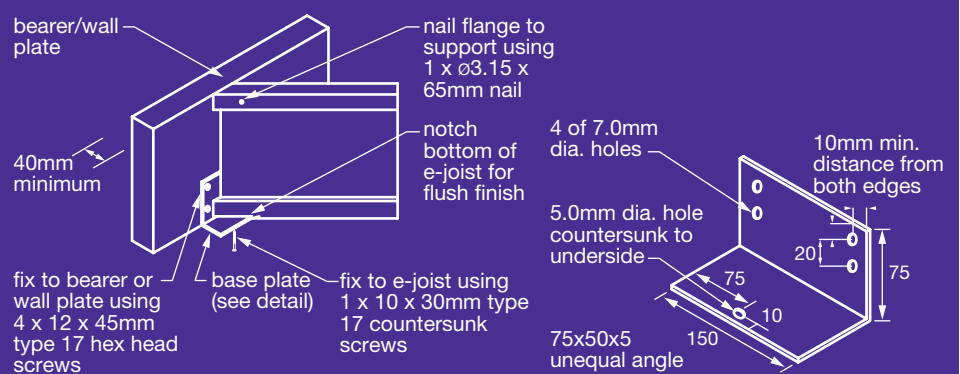 bearer/wall
plate
nail flange to
support using
1 x ø3.15 x
65mm nail
40mm
minimum
notch
bottom of
e-joist for
flush finish
fix to bearer or
wall plate using
4 x 12 x 45mm
type 17 hex head
screws
base plate
(see detail)
fix to e-joist using
1 x 10 x 30mm type
17 countersunk
screws
4 of 7.0mm
dia. holes
10mm min.
distance from
both edges
5.0mm dia. hole
countersunk to
underside
20
75
75
10
150
75x50x5
unequal angle